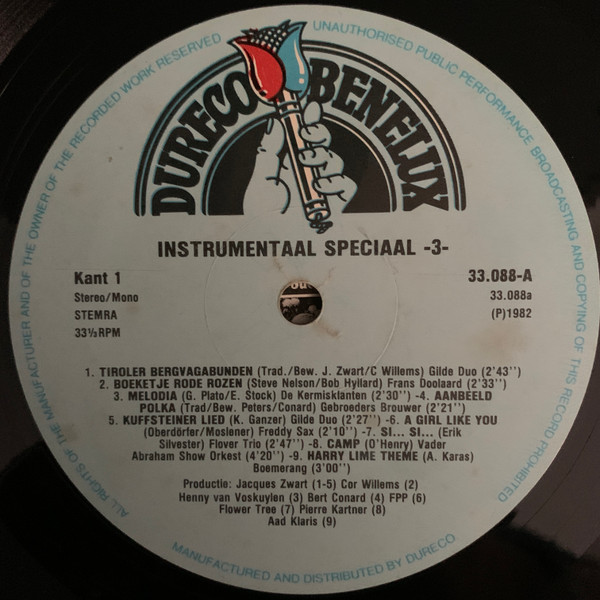 ALL RIGHTS OF THE MANUFACTURER AND OF THE OWNER OF THE RECORDED WORK RESERVED
UNAUTHORISED PUBLIC PERFORMANCE BROADCASTING AND COPYING OF THIS RECORD PROHIBITED
DURECO BENELUX
INSTRUMENTAAL SPECIAAL -3-
Kant 1
33.088-A
Stereo/Mono
33.088a
STEMRA
(P)1982
33⅓RPM
1. TIROLER BERGVAGABUNDEN (Trad./Bew. J. Zwart/C Willems) Gilde Duo (2'43'')
2. BOEKETJE RODE ROZEN (Steve Nelson/Bob Hyllard) Frans Doolaard (2'33'')
3. MELODIA (G. Plato/E. Stock) De Kermisklanten (2'30'') -4. AANBEELD
POLKA (Trad/Bew. Peters/Conard) Gebroeders Brouwer (2'21'')
5. KUFFSTEINER LIED (K. Ganzer) Gilde Duo (2'27'') -6. A GIRL LIKE YOU
(Oberdörfer/Moslener) Freddy Sax (2'10'') -7. SI... SI... (Erik
Silvester) Flover Trio (2'47'') -8. CAMP (O'Henry) Vader
Abraham Show Orkest (4'20'') -9. HARRY LIME THEME (A. Karas)
Boemerang (3'00'')
Produktie: Jacques Zwart (1-5) Cor Willems (2)
Henny van Voskuylen (3) Bert Conard (4) FPP (6)
Flower Tree (7) Pierre Kartner (8)
Aad Klaris (9)
MANUFACTURED AND DISTRIBUTED BY DURECO